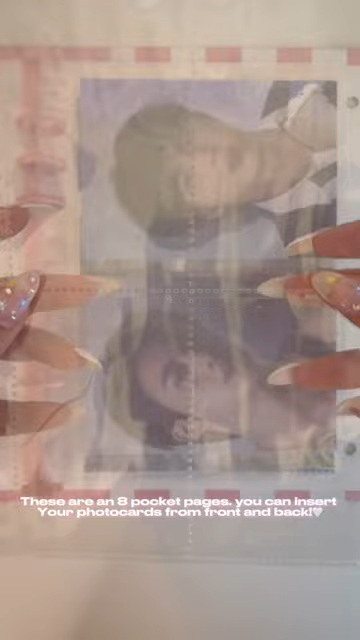 These are an 8 pocket pages. you can insert
Your photocards from front and back!🤍